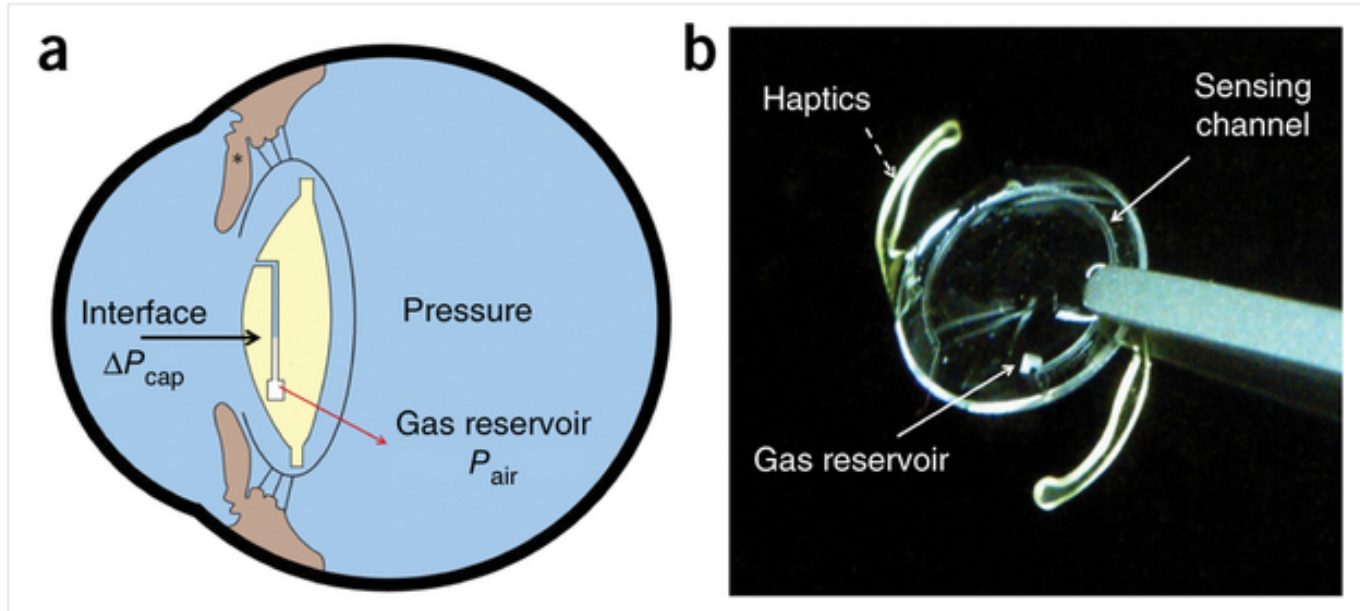 a
*
Interface
ΔPcap
Pressure
Gas reservoir
Pair
b
Haptics
Sensing
channel
Gas reservoir